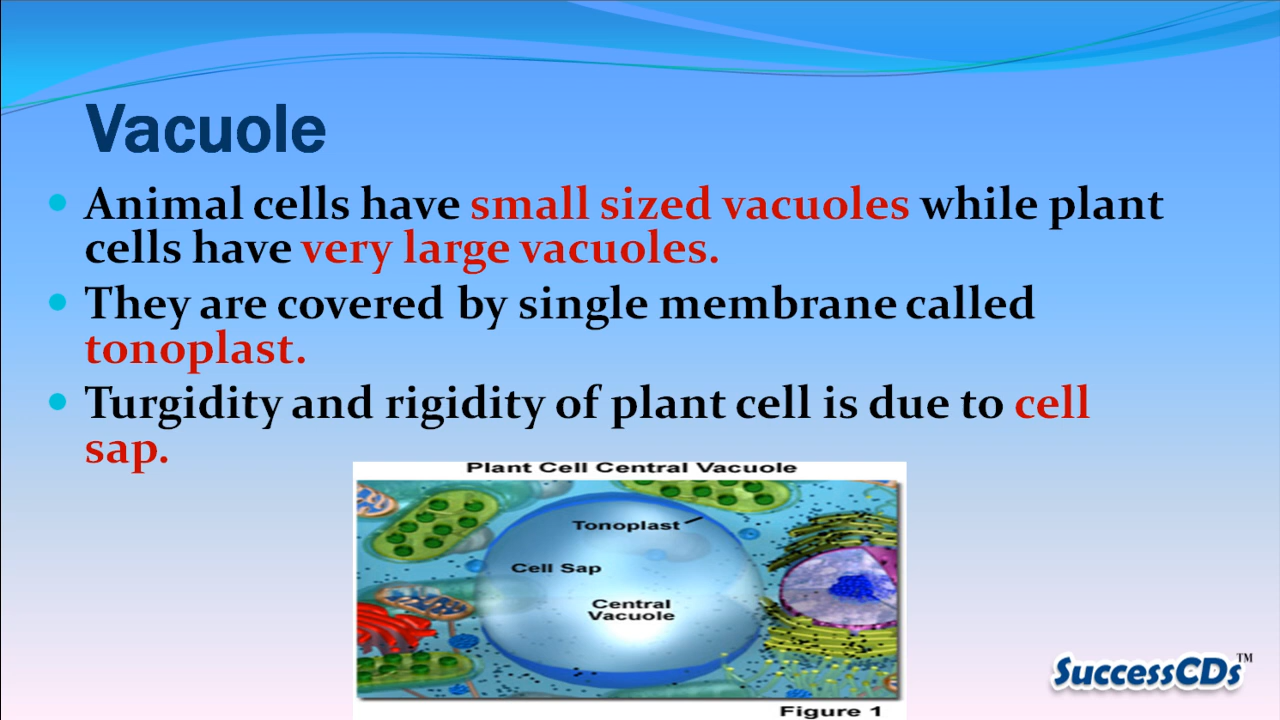 Vacuole
Animal cells have small sized vacuoles while plant
cells have very large vacuoles.
They are covered by single membrane called
tonoplast.
Turgidity and rigidity of plant cell is due to cell
sap.
Plant Cell Central Vacuole
Tonoplast
Cell Sap
Central
Vacuole
Figure 1
SuccessCDs™